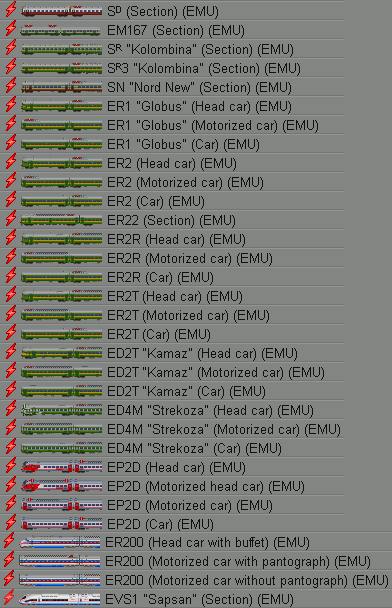 Sᴰ (Section) (EMU)
EM167 (Section) (EMU)
Sᴿ "Kolombina" (Section) (EMU)
Sᴿ3 "Kolombina" (Section) (EMU)
SN "Nord New" (Section) (EMU)
ER1 "Globus" (Head car) (EMU)
ER1 "Globus" (Motorized car) (EMU)
ER1 "Globus" (Car) (EMU)
ER2 (Head car) (EMU)
ER2 (Motorized car) (EMU)
ER2 (Car) (EMU)
ER22 (Section) (EMU)
ER2R (Head car) (EMU)
ER2R (Motorized car) (EMU)
ER2R (Car) (EMU)
ER2T (Head car) (EMU)
ER2T (Motorized car) (EMU)
ER2T (Car) (EMU)
ED2T "Kamaz" (Head car) (EMU)
ED2T "Kamaz" (Motorized car) (EMU)
ED2T "Kamaz" (Car) (EMU)
ED4M "Strekoza" (Head car) (EMU)
ED4M "Strekoza" (Motorized car) (EMU)
ED4M "Strekoza" (Car) (EMU)
EP2D (Head car) (EMU)
EP2D (Motorized head car) (EMU)
EP2D (Motorized car) (EMU)
EP2D (Car) (EMU)
ER200 (Head car with buffet) (EMU)
ER200 (Motorized car with pantograph) (EMU)
ER200 (Motorized car without pantograph) (EMU)
EVS1 "Sapsan" (Section) (EMU)